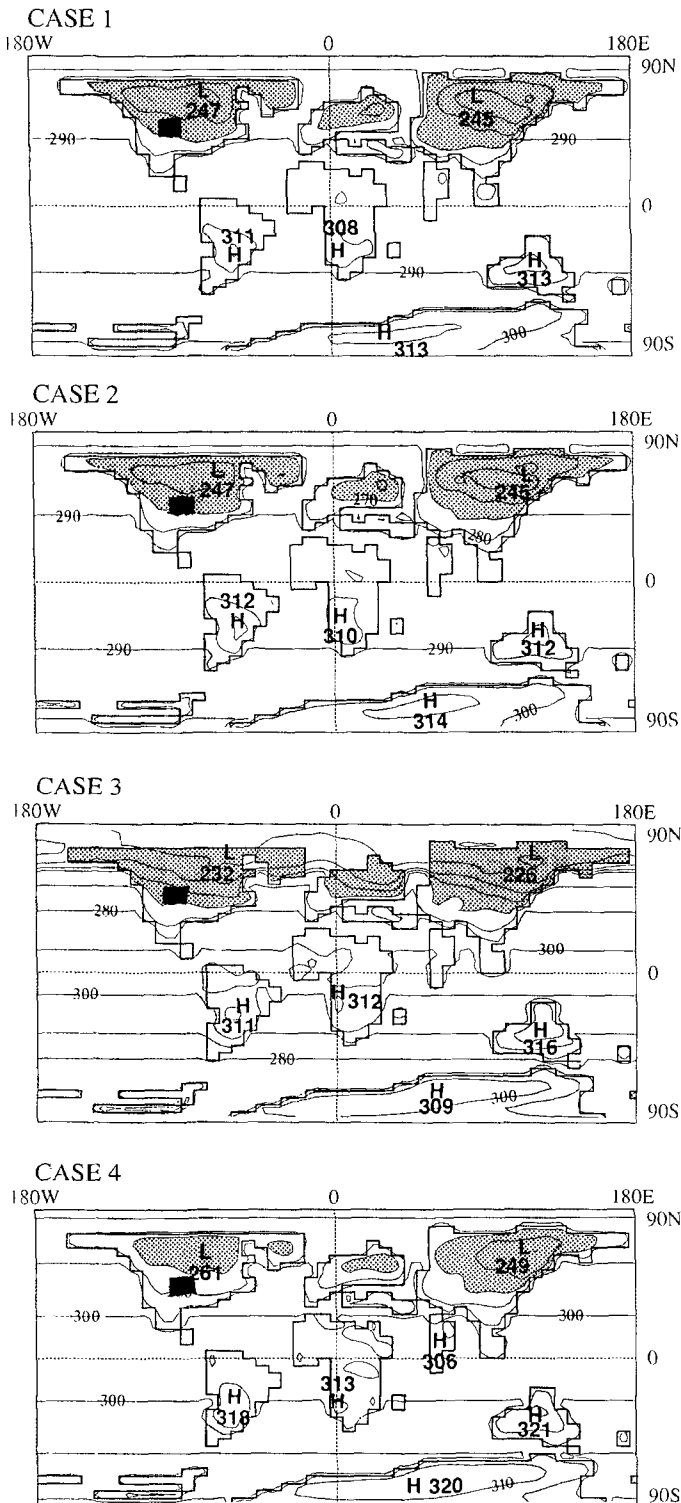 CASE 1
180W 0 180E
90N
L L
247 245
290 290
0
311 308
H H H
313
290
H 300
313 90S
CASE 2
180W 0 180E
90N
L L
247 270 245
290 280
0
312 H H
H 310 312
290 290
H
314 300
90S
CASE 3
180W 0 180E
90N
L L
232 226
280
300
0
300 H 312
H H
311 316
280
H
309 300
90S
CASE 4
180W 0 180E
90N
L L
261 249
300 300
H
306
0
313
300 H H H
318 321
H 320 310
90S